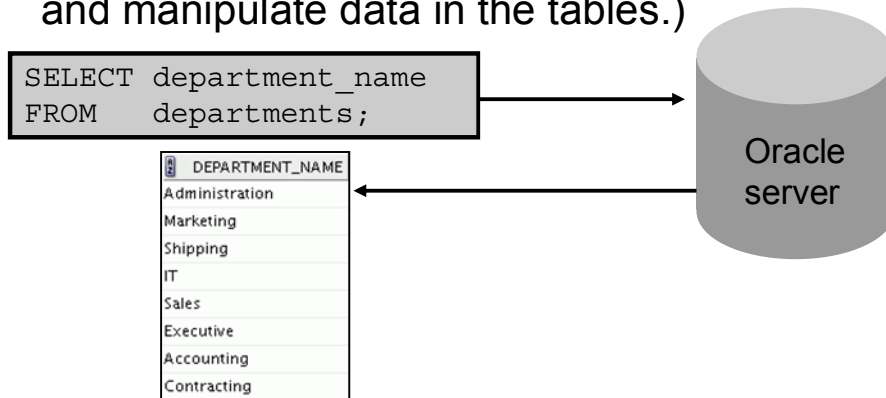 and manipulate data in the tables.)
SELECT department_name
FROM departments;
Oracle
server
DEPARTMENT_NAME
Administration
Marketing
Shipping
IT
Sales
Executive
Accounting
Contracting